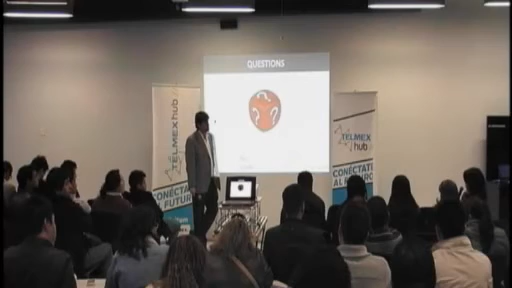 QUESTIONS
? ? ?
TELMEX hub
CONÉCTATE
AL FUTURO
TELMEX
hub
CONÉCTATE
AL FUTURO